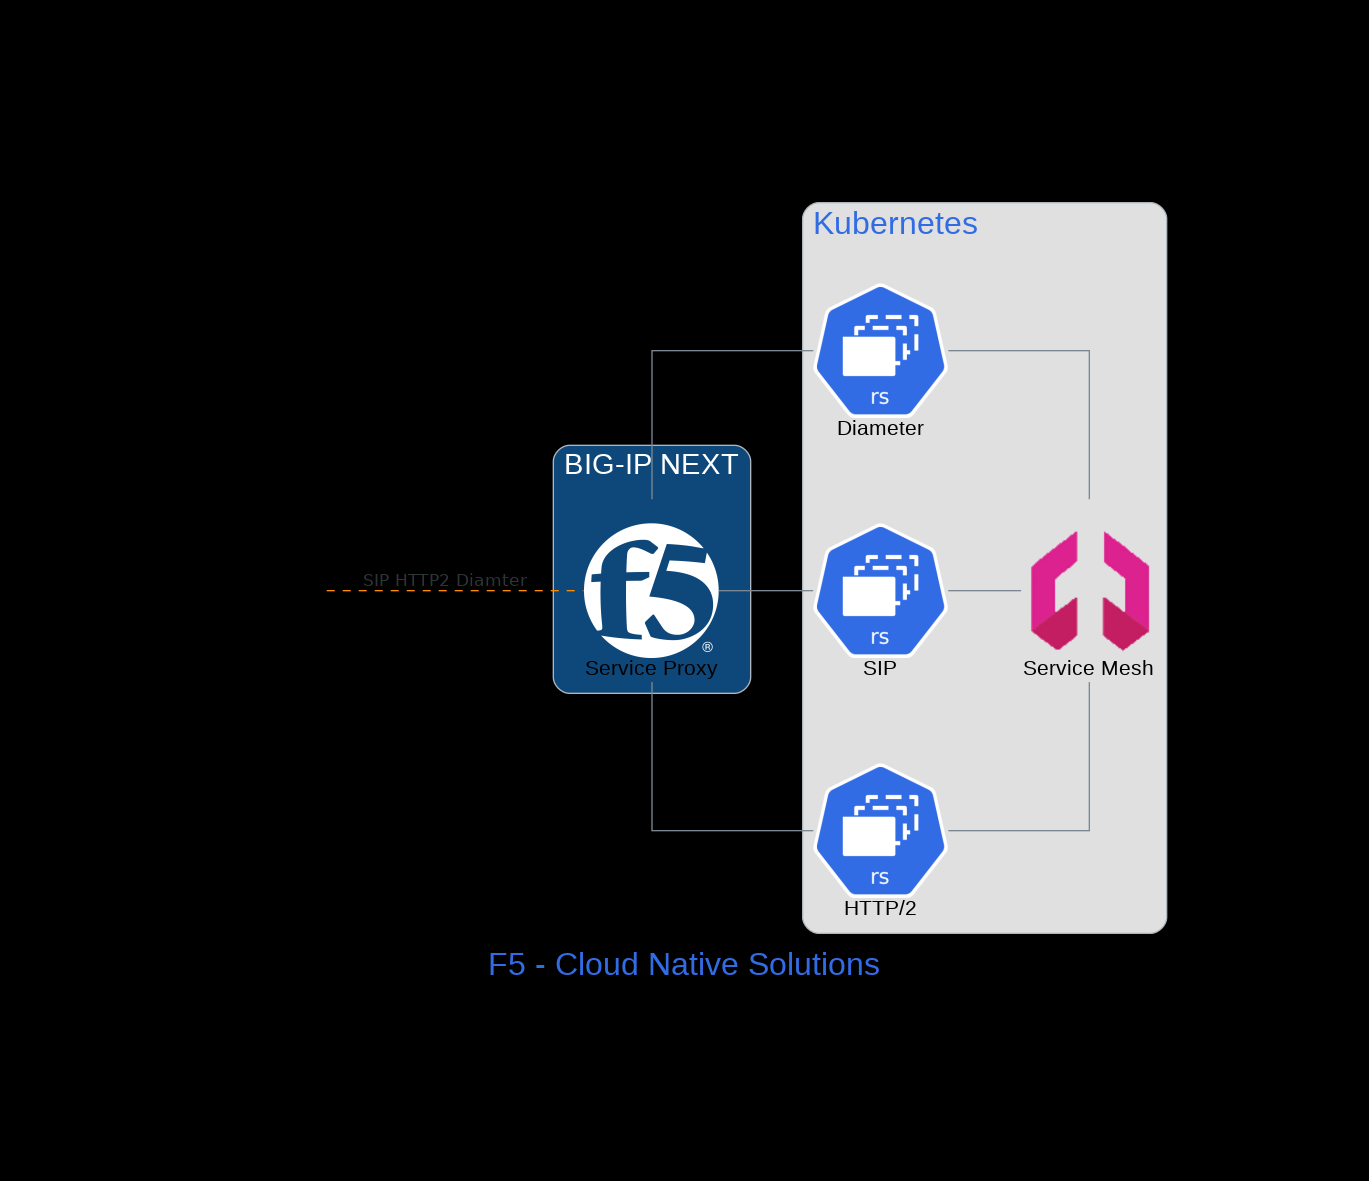 Kubernetes
rs
Diameter
BIG-IP NEXT
SIP HTTP2 Diamter
f5
®
Service Proxy
rs
SIP
Service Mesh
rs
HTTP/2
F5 - Cloud Native Solutions